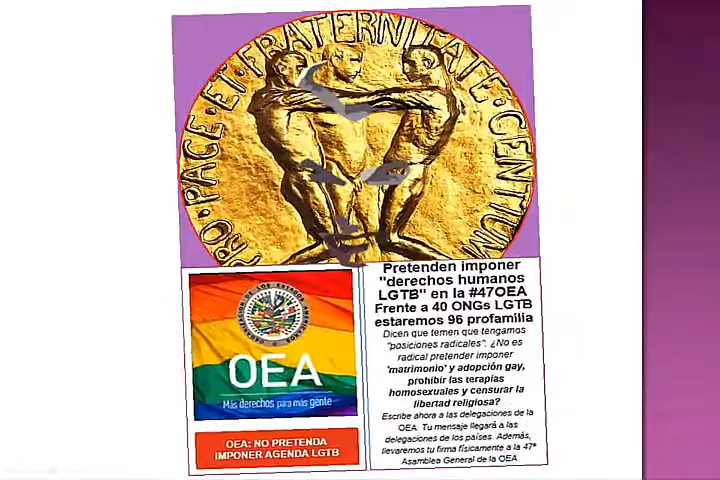 PRO · PACE · ET · FRATERNITATE · GENTIUM
Pretenden imponer
"derechos humanos
LGTB" en la #47OEA
Frente a 40 ONGs LGTB
estaremos 96 profamilia
Dicen que temen que tengamos
"posiciones radicales". ¿No es
radical pretender imponer
'matrimonio' y adopción gay,
prohibir las terapias
homosexuales y censurar la
libertad religiosa?
Escribe ahora a las delegaciones de la
OEA. Tu mensaje llegará a las
delegaciones de los países. Además,
llevaremos tu firma físicamente a la 47ª
Asamblea General de la OEA
OEA
Más derechos para más gente
OEA: NO PRETENDA
IMPONER AGENDA LGTB